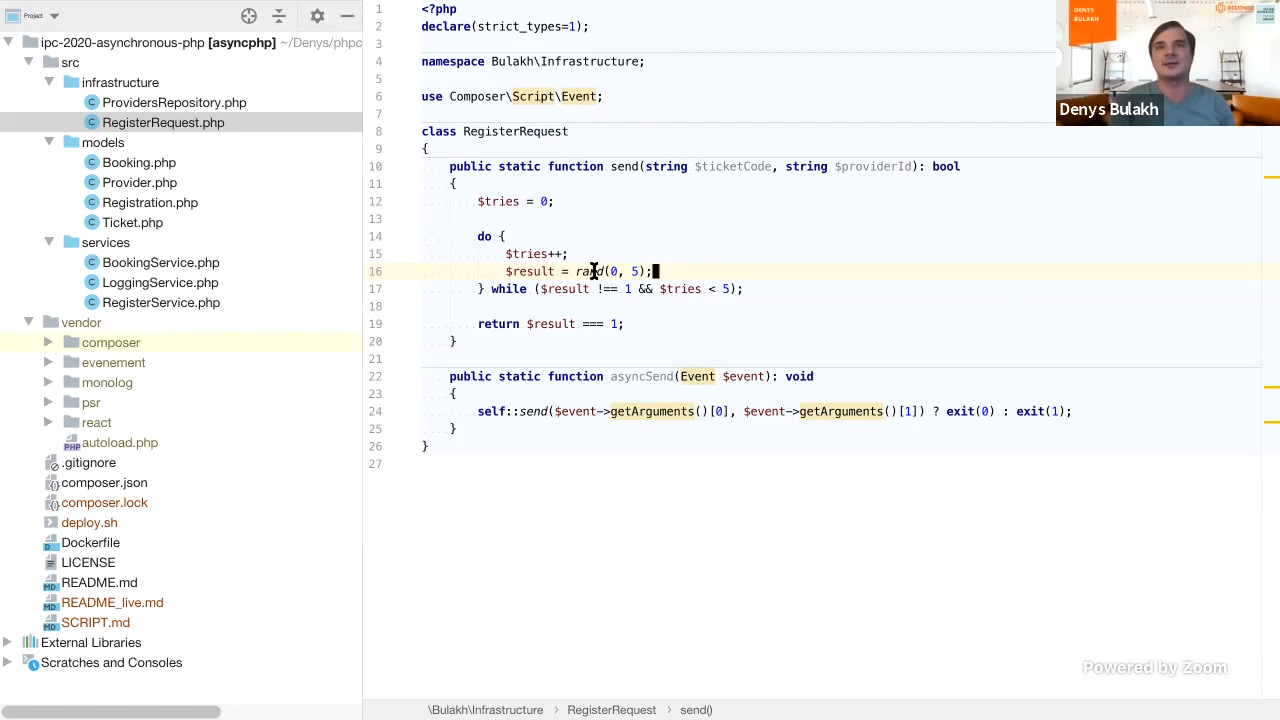 Project
ipc-2020-asynchronous-php [asyncphp] ~/Denys/phpc
src
infrastructure
ProvidersRepository.php
RegisterRequest.php
models
Booking.php
Provider.php
Registration.php
Ticket.php
services
BookingService.php
LoggingService.php
RegisterService.php
vendor
composer
evenement
monolog
psr
react
autoload.php
.gitignore
composer.json
composer.lock
deploy.sh
Dockerfile
LICENSE
README.md
README_live.md
SCRIPT.md
External Libraries
Scratches and Consoles
1 <?php
2 declare(strict_types=1);
3
4 namespace Bulakh\Infrastructure;
5
6 use Composer\Script\Event;
7
8 class RegisterRequest
9 {
10 public static function send(string $ticketCode, string $providerId): bool
11 {
12 $tries = 0;
13
14 do {
15 $tries++;
16 $result = rand(0, 5);
17 } while ($result !== 1 && $tries < 5);
18
19 return $result === 1;
20 }
21
22 public static function asyncSend(Event $event): void
23 {
24 self::send($event->getArguments()[0], $event->getArguments()[1]) ? exit(0) : exit(1);
25 }
26 }
27
\Bulakh\Infrastructure > RegisterRequest > send()
DENYS
BULAKH
REGIONDO
Denys Bulakh
Powered by Zoom